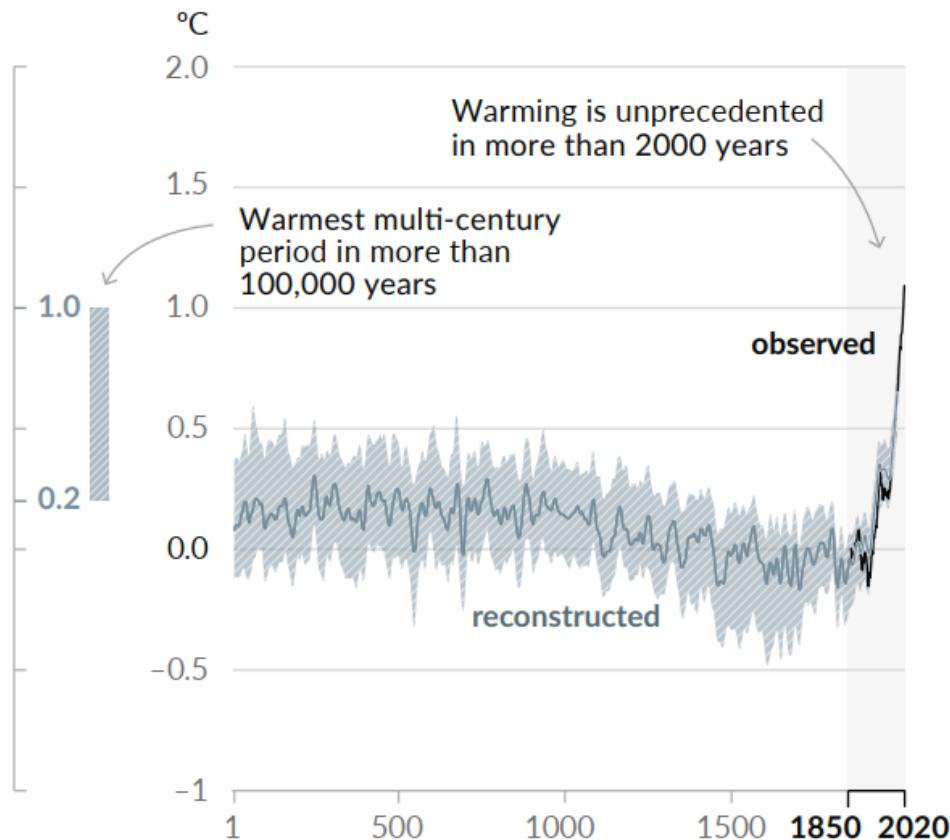 °C
2.0
Warming is unprecedented
in more than 2000 years
1.5
Warmest multi-century
period in more than
100,000 years
1.0
1.0
observed
0.5
0.2
0.0
reconstructed
−0.5
−1
1 500 1000 1500 1850 2020